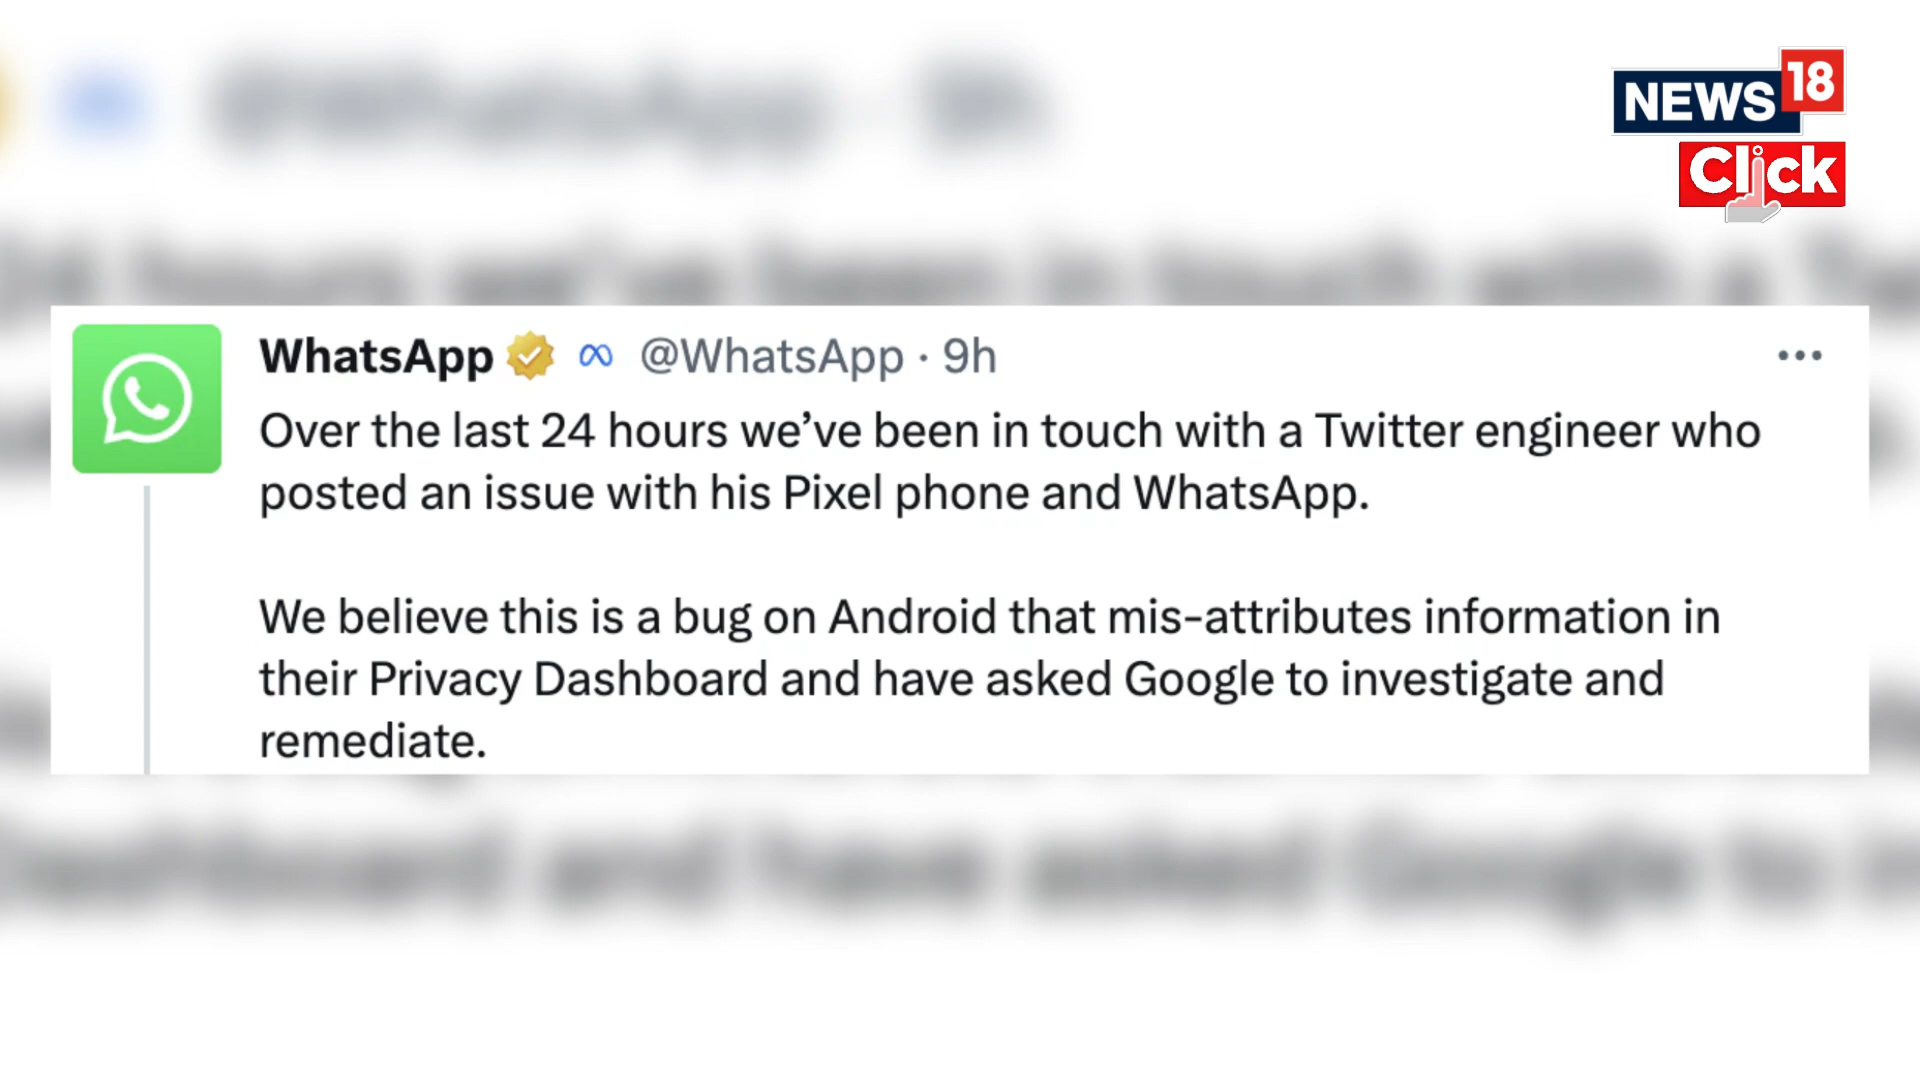 NEWS 18
Click
WhatsApp @WhatsApp · 9h
Over the last 24 hours we’ve been in touch with a Twitter engineer who
posted an issue with his Pixel phone and WhatsApp.
We believe this is a bug on Android that mis-attributes information in
their Privacy Dashboard and have asked Google to investigate and
remediate.